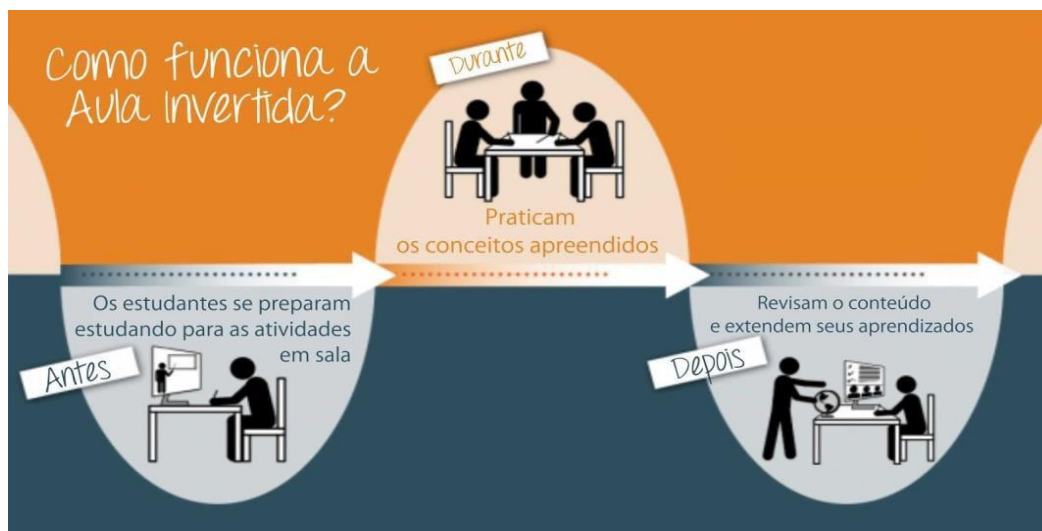 Como funciona a
Aula Invertida?
Antes
Os estudantes se preparam
estudando para as atividades
em sala
Durante
Praticam
os conceitos apreendidos
Depois
Revisam o conteúdo
e extendem seus aprendizados